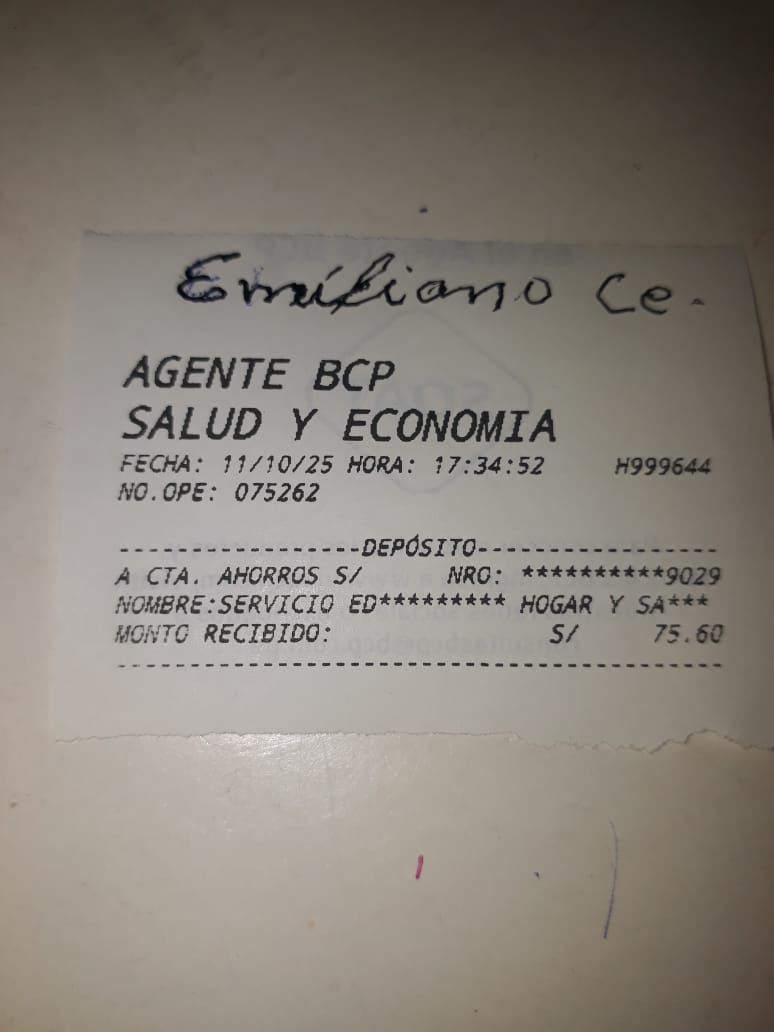 Emiliano Ce.
AGENTE BCP
SALUD Y ECONOMIA
FECHA: 11/10/25 HORA: 17:34:52 H999644
NO.OPE: 075262
-----------------DEPÓSITO-----------------
A CTA. AHORROS S/ NRO: **********9029
NOMBRE:SERVICIO ED********* HOGAR Y SA***
MONTO RECIBIDO: S/ 75.60
------------------------------------------